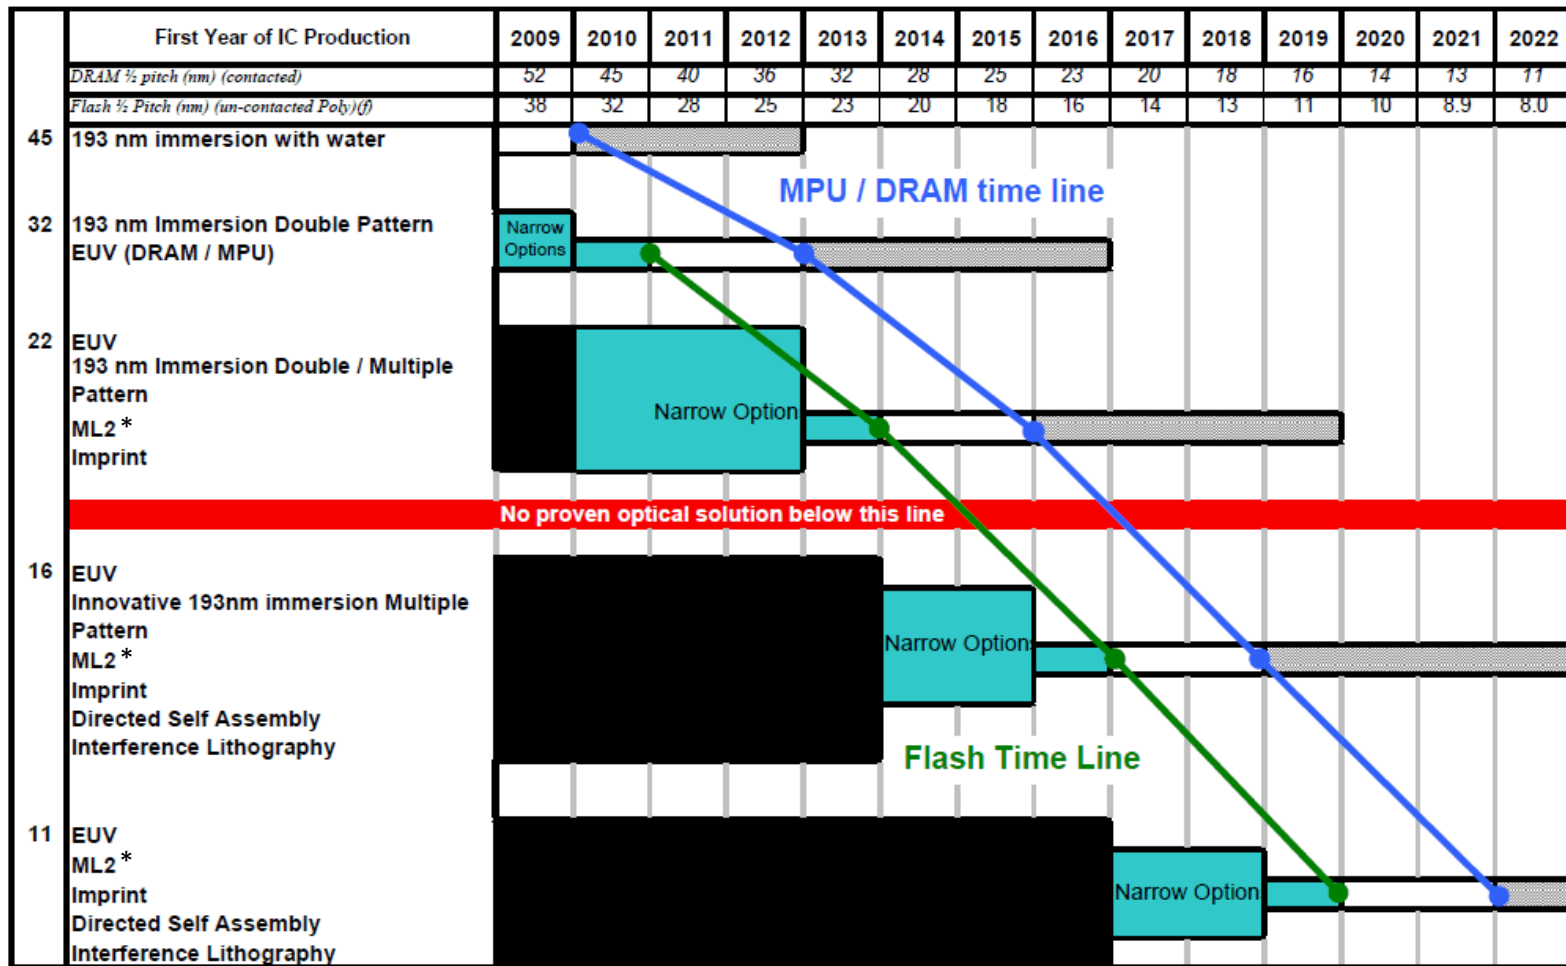 First Year of IC Production 2009 2010 2011 2012 2013 2014 2015 2016 2017 2018 2019 2020 2021 2022
DRAM ½ pitch (nm) (contacted) 52 45 40 36 32 28 25 23 20 18 16 14 13 11
Flash ½ Pitch (nm) (un-contacted Poly)(f) 38 32 28 25 23 20 18 16 14 13 11 10 8.9 8.0
45 193 nm immersion with water
MPU / DRAM time line
32 193 nm Immersion Double Pattern
EUV (DRAM / MPU)
Narrow
Options
22 EUV
193 nm Immersion Double / Multiple
Pattern
ML2 *
Imprint
Narrow Option
No proven optical solution below this line
16 EUV
Innovative 193nm immersion Multiple
Pattern
ML2 *
Imprint
Directed Self Assembly
Interference Lithography
Narrow Options
Flash Time Line
11 EUV
ML2 *
Imprint
Directed Self Assembly
Interference Lithography
Narrow Option